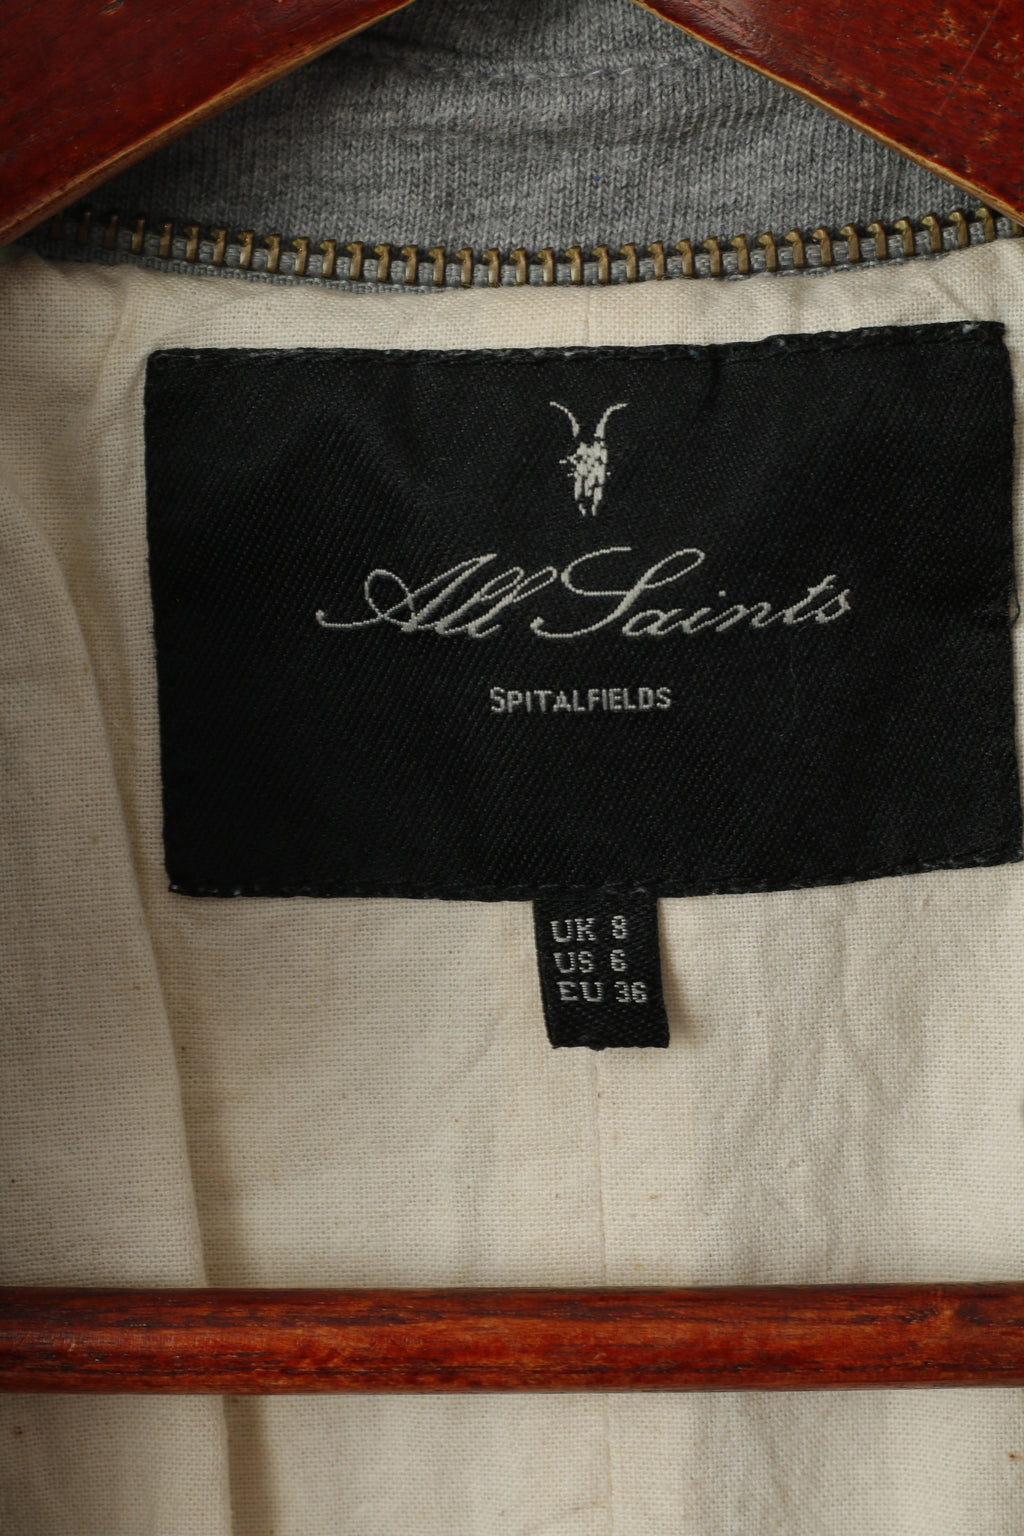 All Saints
SPITALFIELDS
UK 8
US 6
EU 36